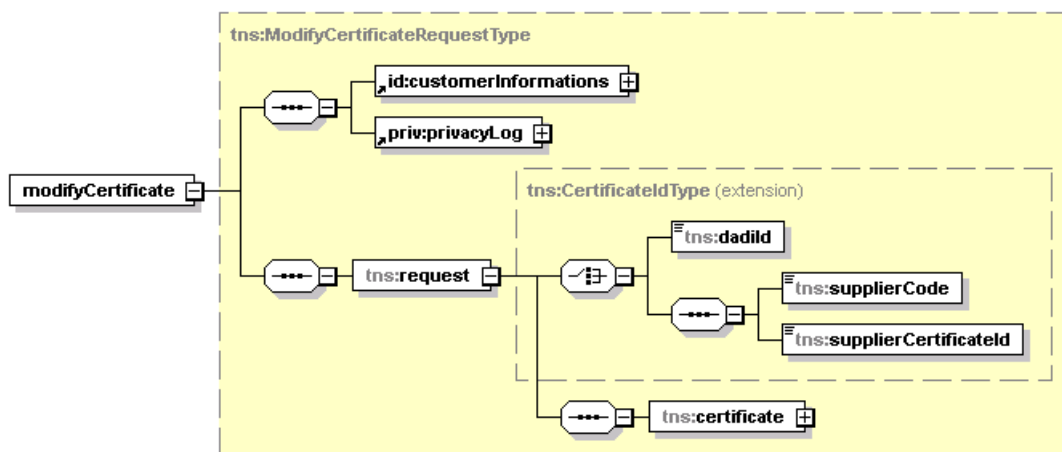 tns:ModifyCertificateRequestType
id:customerInformations
priv:privacyLog
modifyCertificate
tns:CertificateIdType (extension)
tns:dadiId
tns:request
tns:supplierCode
tns:supplierCertificateId
tns:certificate